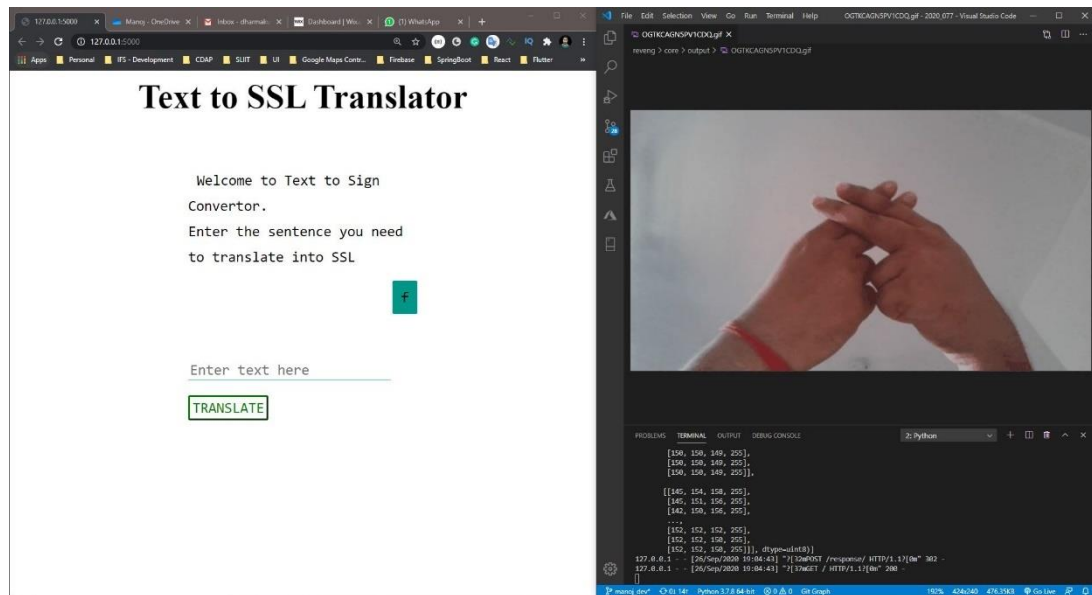 127.0.0.1:5000
Manoj - OneDrive
Inbox - dharmak
Dashboard | Wix.
(1) WhatsApp
127.0.0.1:5000
Apps Personal IFS - Development CDAP SLIIT UI Google Maps Contr... Firebase SpringBoot React Flutter »
Text to SSL Translator
Welcome to Text to Sign
Convertor.
Enter the sentence you need
to translate into SSL
f
Enter text here
TRANSLATE
File Edit Selection View Go Run Terminal Help
- 2020_077 - Visual Studio Code
reveng > core > output >
PROBLEMS TERMINAL OUTPUT DEBUG CONSOLE
2: Python
[150, 150, 149, 255],
[150, 150, 149, 255],
[150, 150, 149, 255]],
[[145, 154, 158, 255],
[145, 151, 156, 255],
[142, 150, 156, 255],
...,
[152, 152, 152, 255],
[152, 152, 150, 255],
[152, 152, 150, 255]]], dtype=uint8)]
127.0.0.1 - - [26/Sep/2020 19:04:43] "?[32mPOST /response/ HTTP/1.1?[0m" 302 -
127.0.0.1 - - [26/Sep/2020 19:04:43] "?[37mGET / HTTP/1.1?[0m" 200 -
manoj_dev* 0↓ 14↑ Python 3.7.8 64-bit 0 0 Git Graph
192% 424x240 476.35KB Go Live